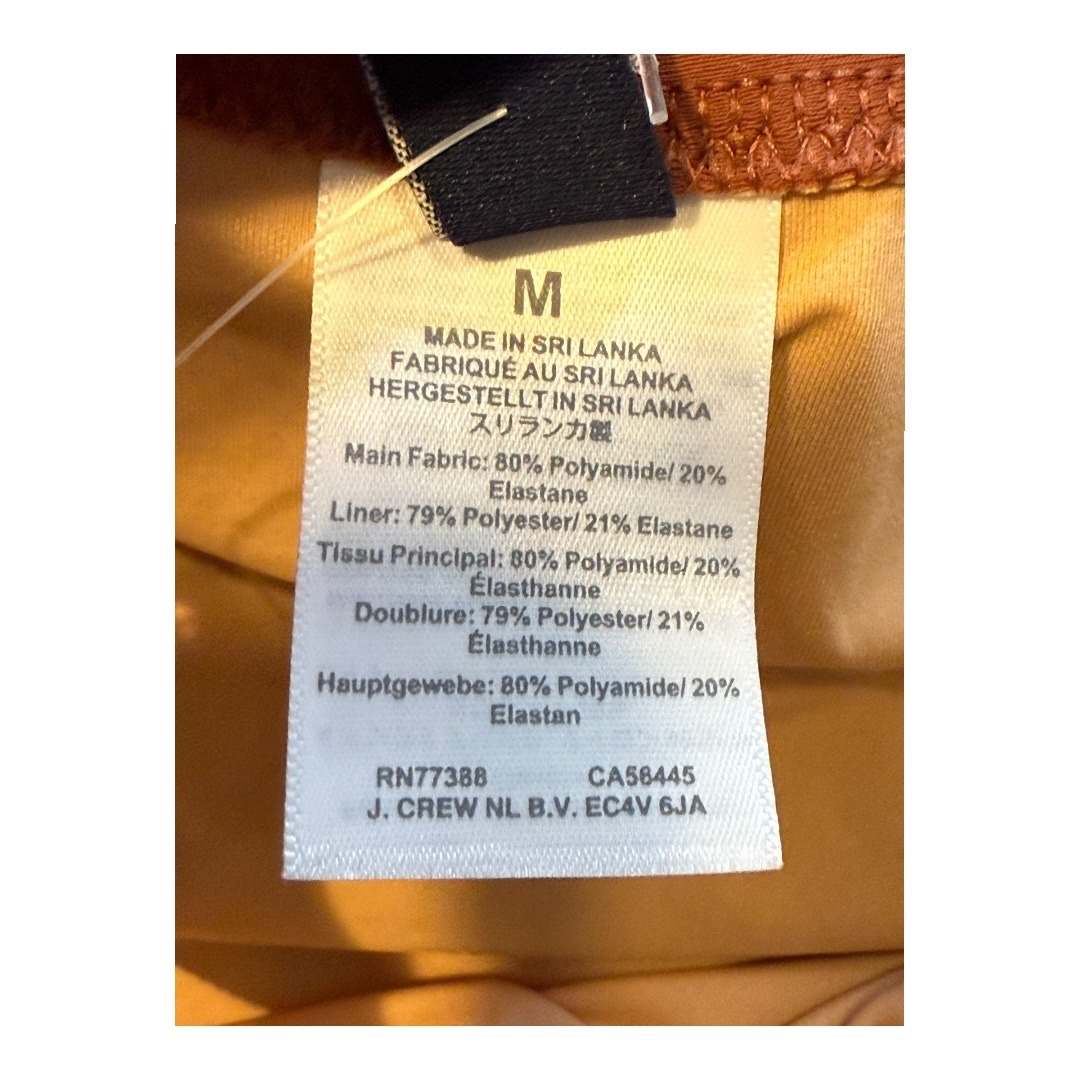 M
MADE IN SRI LANKA
FABRIQUÉ AU SRI LANKA
HERGESTELLT IN SRI LANKA
スリランカ製
Main Fabric: 80% Polyamide/ 20%
Elastane
Liner: 79% Polyester/ 21% Elastane
Tissu Principal: 80% Polyamide/ 20%
Élasthanne
Doublure: 79% Polyester/ 21%
Élasthanne
Hauptgewebe: 80% Polyamide/ 20%
Elastan
RN77388 CA56445
J. CREW NL B.V. EC4V 6JA